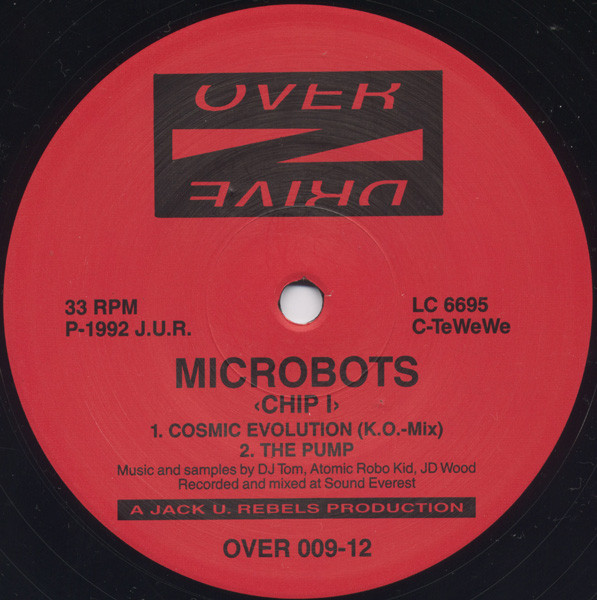 OVER
DRIVE
33 RPM
P-1992 J.U.R.
LC 6695
C-TeWeWe
MICROBOTS
‹CHIP I›
1. COSMIC EVOLUTION (K.O.-Mix)
2. THE PUMP
Music and samples by DJ Tom, Atomic Robo Kid, JD Wood
Recorded and mixed at Sound Everest
A JACK U. REBELS PRODUCTION
OVER 009-12